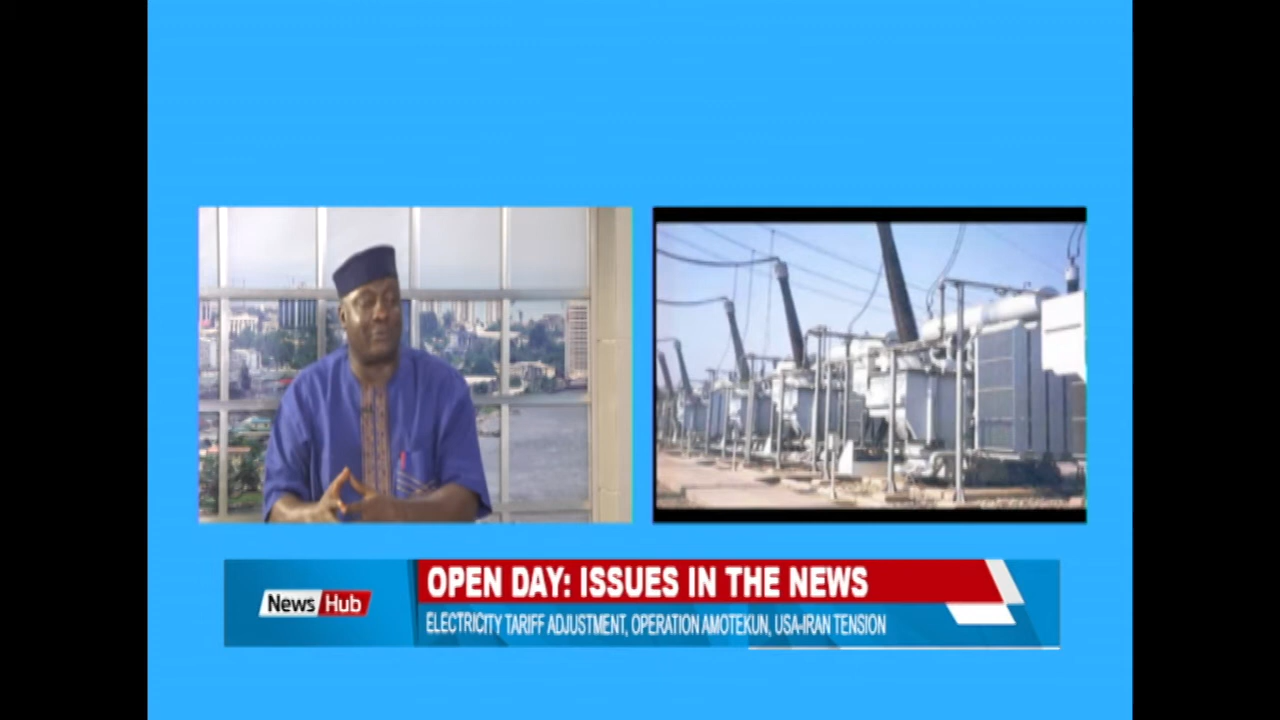 OPEN DAY: ISSUES IN THE NEWS
News Hub
ELECTRICITY TARIFF ADJUSTMENT, OPERATION AMOTEKUN, USA-IRAN TENSION